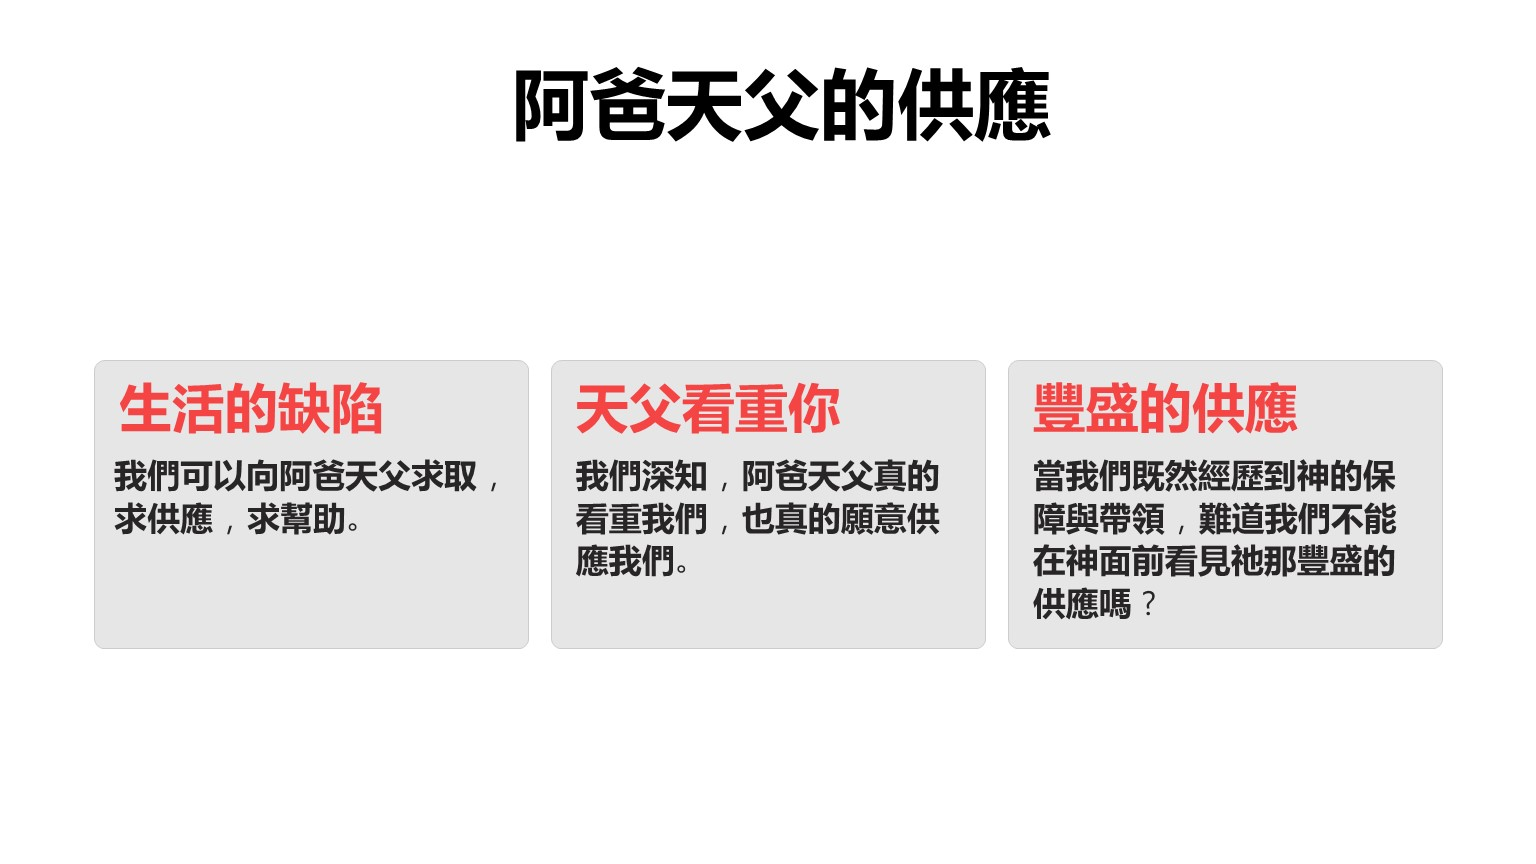 阿爸天父的供應
生活的缺陷
我們可以向阿爸天父求取，
求供應，求幫助。
天父看重你
我們深知，阿爸天父真的
看重我們，也真的願意供
應我們。
豐盛的供應
當我們既然經歷到神的保
障與帶領，難道我們不能
在神面前看見祂那豐盛的
供應嗎？